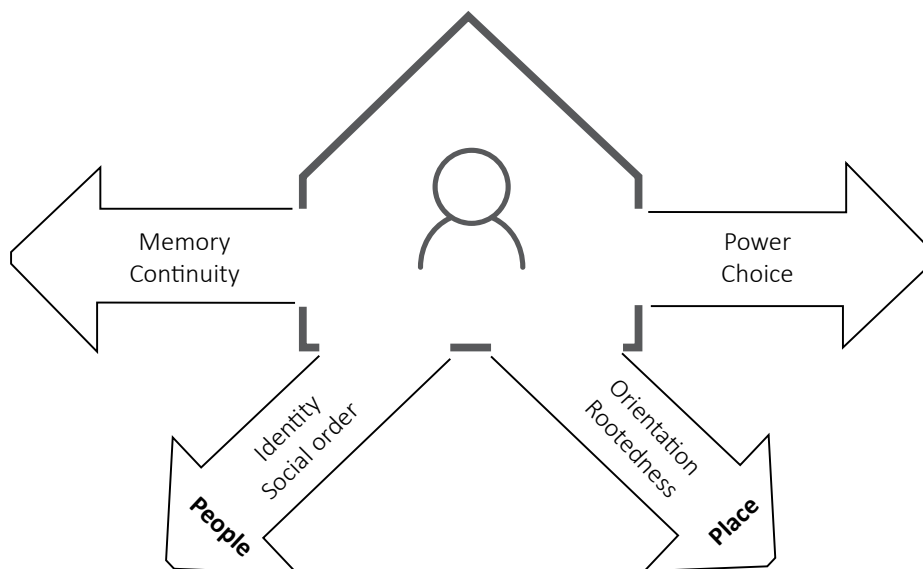 Memory
Continuity
Power
Choice
Identity
Social order
People
Orientation
Rootedness
Place